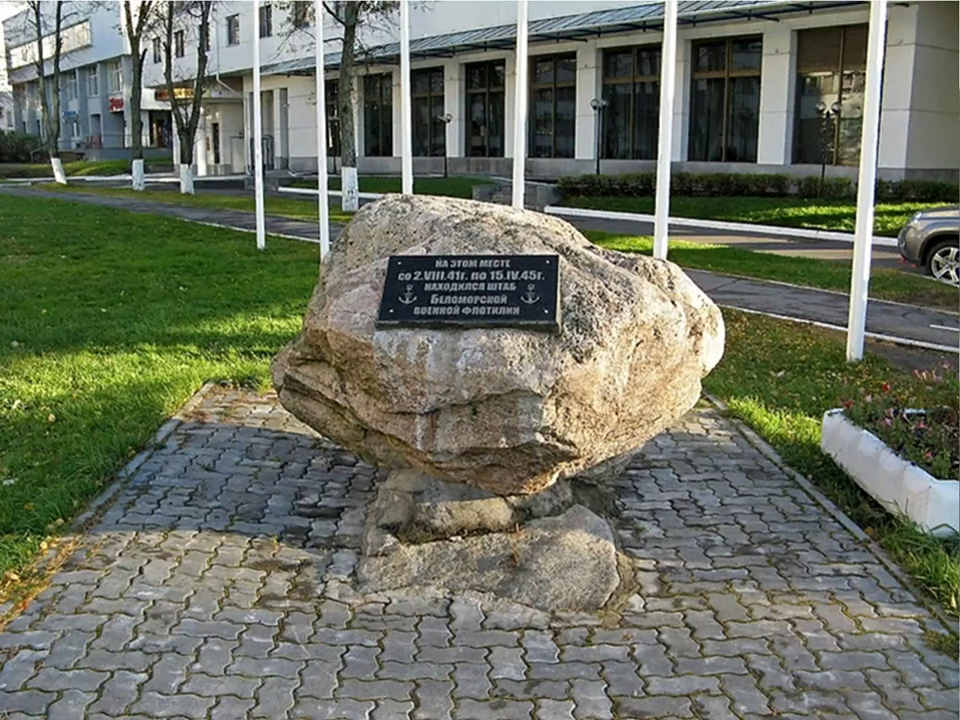 НА ЭТОМ МЕСТЕ
со 2.VIII.41г. по 15.IV.45г.
НАХОДИЛСЯ ШТАБ
БЕЛОМОРСКОЙ
ВОЕННОЙ ФЛОТИЛИИ